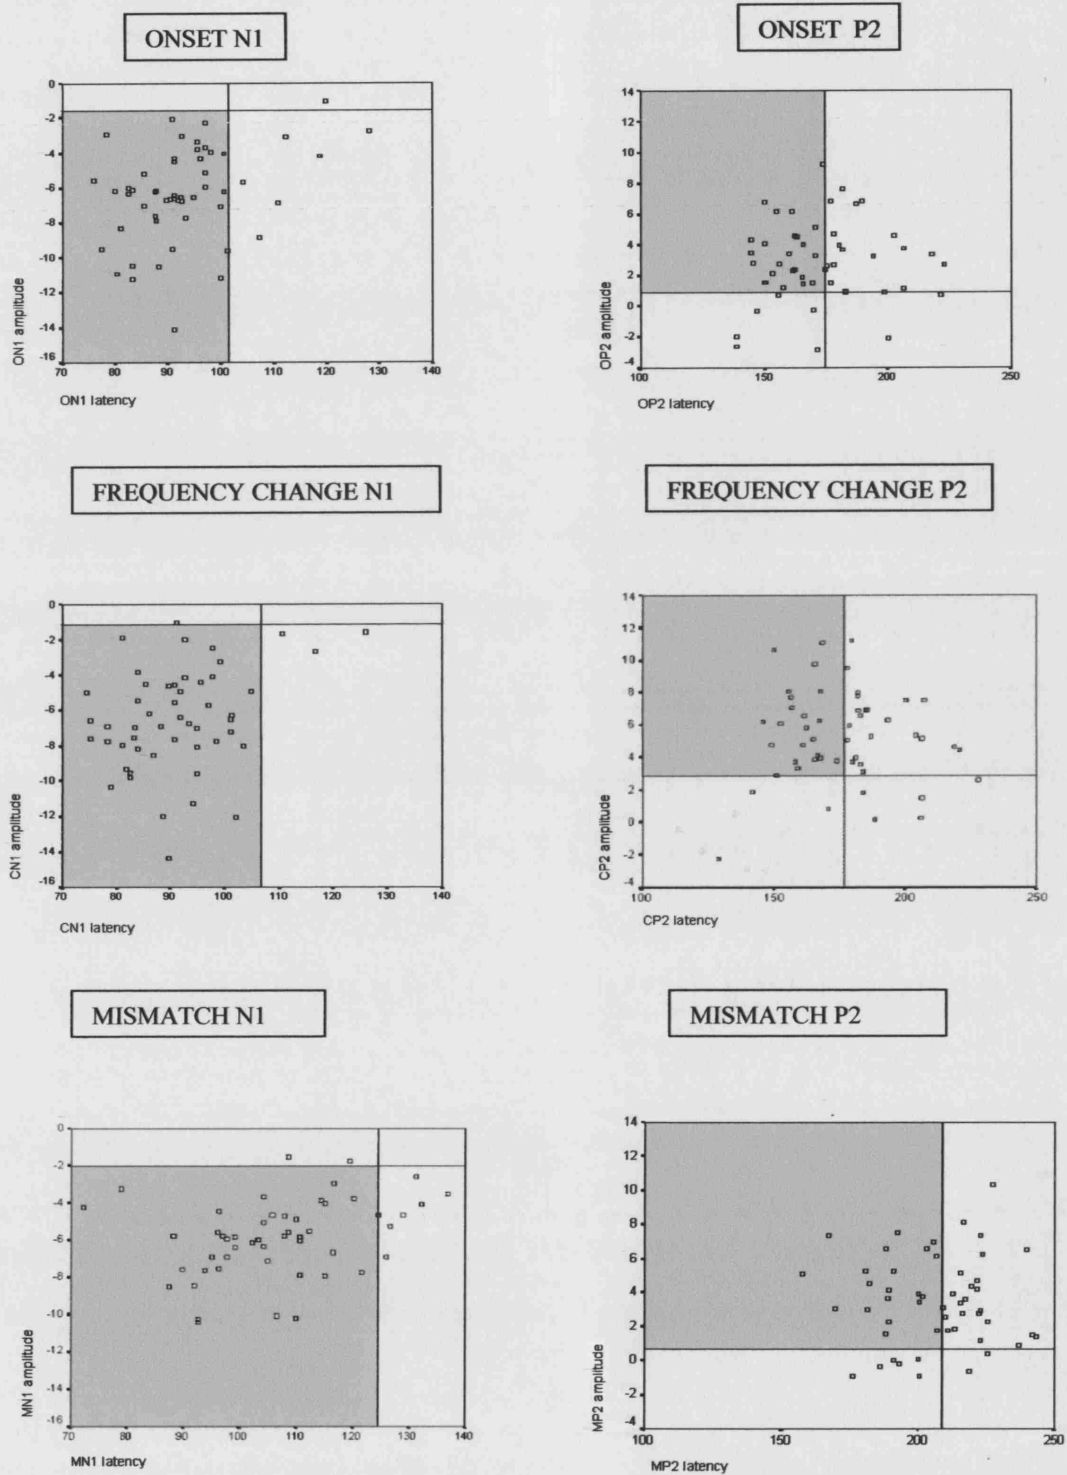 ONSET N1
0
-2
-4
-6
-8
-10
-12
-14
-16
ON1 amplitude
70 80 90 100 110 120 130 140
ON1 latency
ONSET P2
14
12
10
8
6
4
2
0
-2
-4
OP2 amplitude
100 150 200 250
OP2 latency
FREQUENCY CHANGE N1
0
-2
-4
-6
-8
-10
-12
-14
-16
CN1 amplitude
70 80 90 100 110 120 130 140
CN1 latency
FREQUENCY CHANGE P2
14
12
10
8
6
4
2
0
-2
-4
CP2 amplitude
100 150 200 250
CP2 latency
MISMATCH N1
0
-2
-4
-6
-8
-10
-12
-14
-16
MN1 amplitude
70 80 90 100 110 120 130 140
MN1 latency
MISMATCH P2
14
12
10
8
6
4
2
0
-2
-4
MP2 amplitude
100 150 200 250
MP2 latency